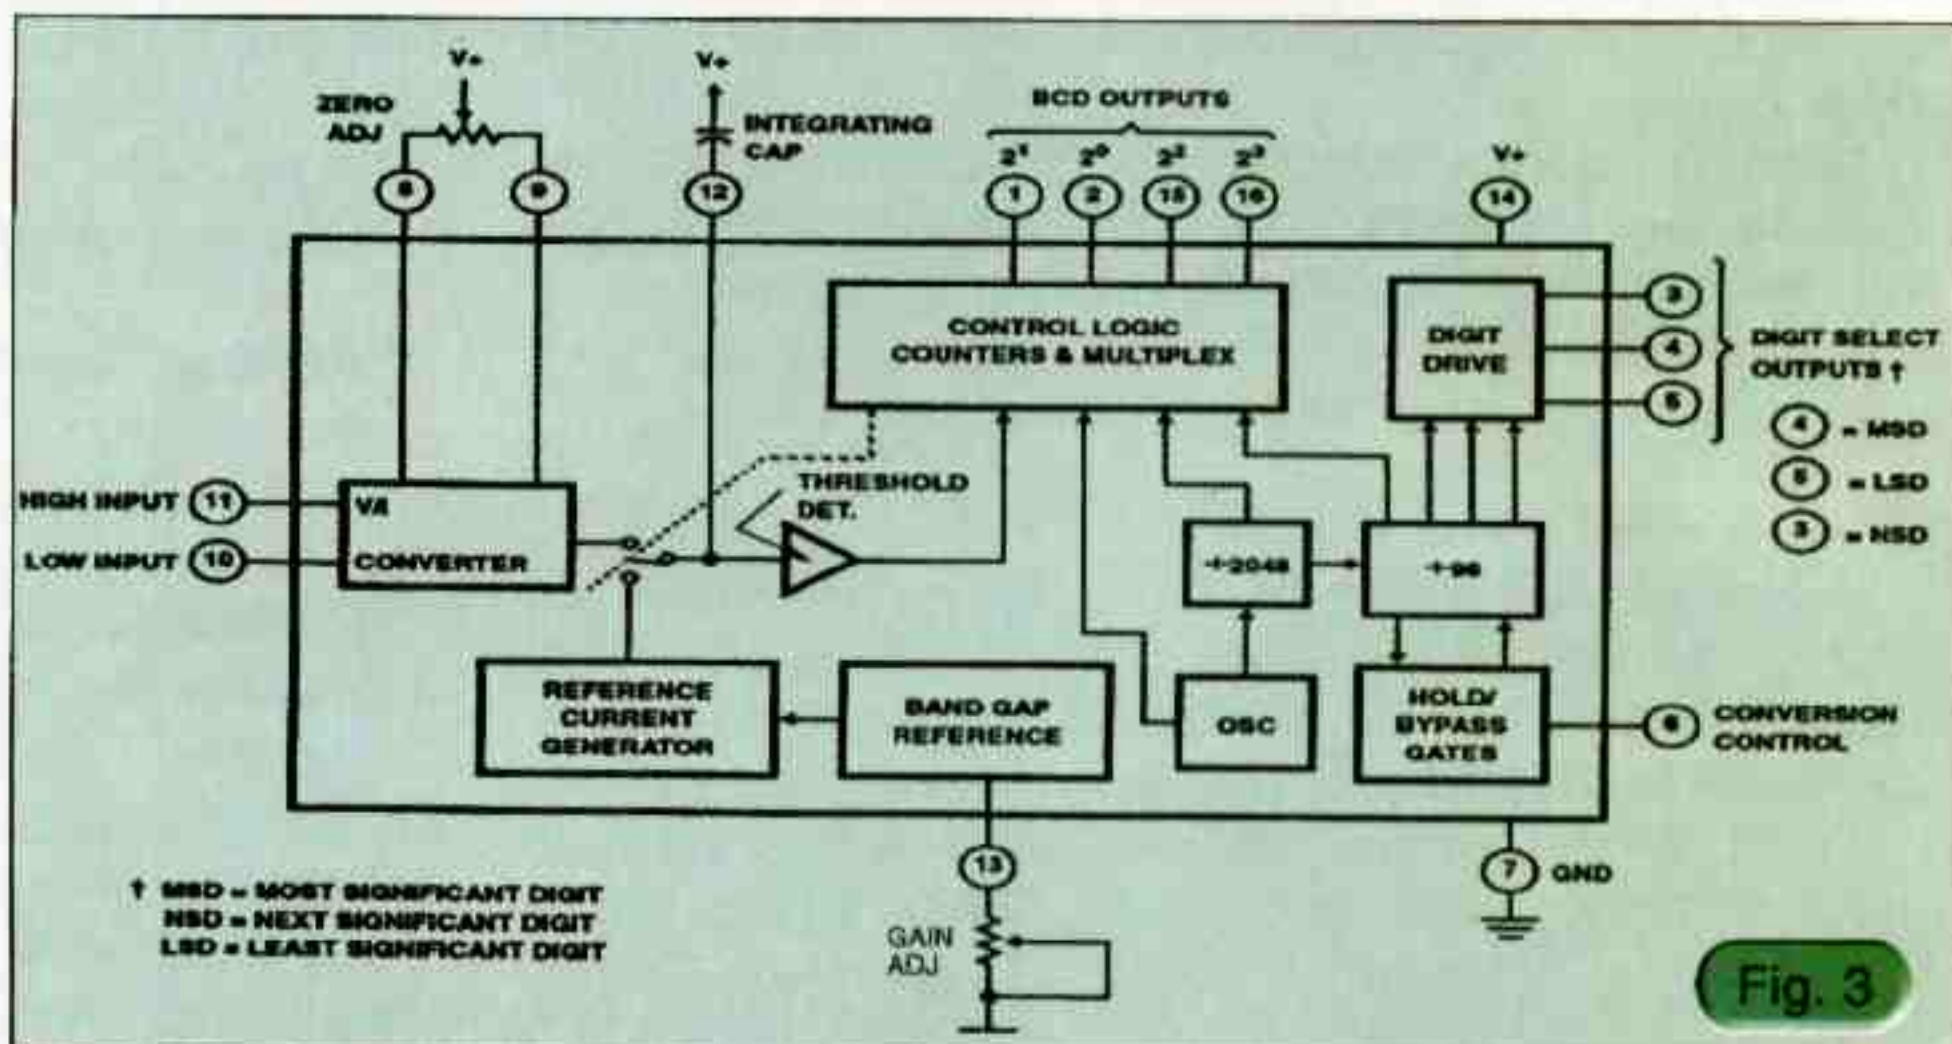 V+
ZERO
ADJ
8
9
V+
INTEGRATING
CAP
12
BCD OUTPUTS
2¹
2⁰
2²
2³
1
2
15
16
V+
14
CONTROL LOGIC
COUNTERS & MULTIPLEX
DIGIT
DRIVE
3
4
5
DIGIT SELECT
OUTPUTS †
4 = MSD
5 = LSD
3 = NSD
HIGH INPUT 11
LOW INPUT 10
V/I
CONVERTER
THRESHOLD
DET.
÷2048
÷96
REFERENCE
CURRENT
GENERATOR
BAND GAP
REFERENCE
OSC
HOLD/
BYPASS
GATES
6
CONVERSION
CONTROL
13
GAIN
ADJ
7 GND
† MSD = MOST SIGNIFICANT DIGIT
NSD = NEXT SIGNIFICANT DIGIT
LSD = LEAST SIGNIFICANT DIGIT
Fig. 3